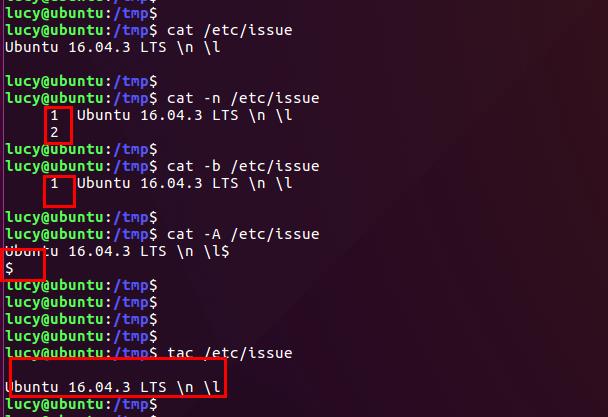 lucy@ubuntu:/tmp$
lucy@ubuntu:/tmp$
lucy@ubuntu:/tmp$ cat /etc/issue
Ubuntu 16.04.3 LTS \n \l
lucy@ubuntu:/tmp$
lucy@ubuntu:/tmp$ cat -n /etc/issue
1 Ubuntu 16.04.3 LTS \n \l
2
lucy@ubuntu:/tmp$
lucy@ubuntu:/tmp$ cat -b /etc/issue
1 Ubuntu 16.04.3 LTS \n \l
lucy@ubuntu:/tmp$
lucy@ubuntu:/tmp$ cat -A /etc/issue
Ubuntu 16.04.3 LTS \n \l$
$
lucy@ubuntu:/tmp$
lucy@ubuntu:/tmp$
lucy@ubuntu:/tmp$
lucy@ubuntu:/tmp$
lucy@ubuntu:/tmp$ tac /etc/issue
Ubuntu 16.04.3 LTS \n \l
lucy@ubuntu:/tmp$